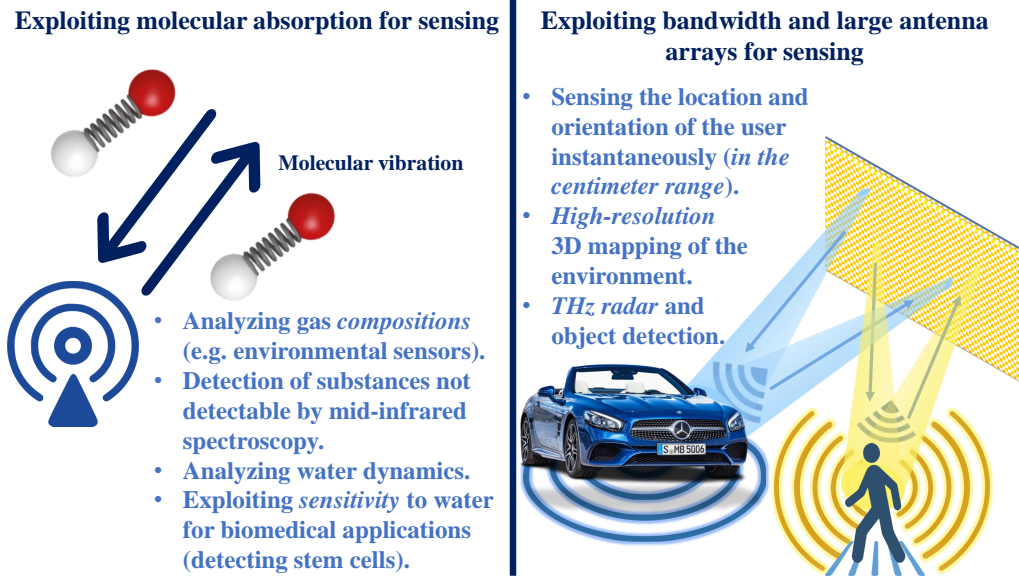 Exploiting molecular absorption for sensing
Molecular vibration
• Analyzing gas compositions
(e.g. environmental sensors).
• Detection of substances not
detectable by mid-infrared
spectroscopy.
• Analyzing water dynamics.
• Exploiting sensitivity to water
for biomedical applications
(detecting stem cells).
Exploiting bandwidth and large antenna
arrays for sensing
• Sensing the location and
orientation of the user
instantaneously (in the
centimeter range).
• High-resolution
3D mapping of the
environment.
• THz radar and
object detection.
S MB 5006